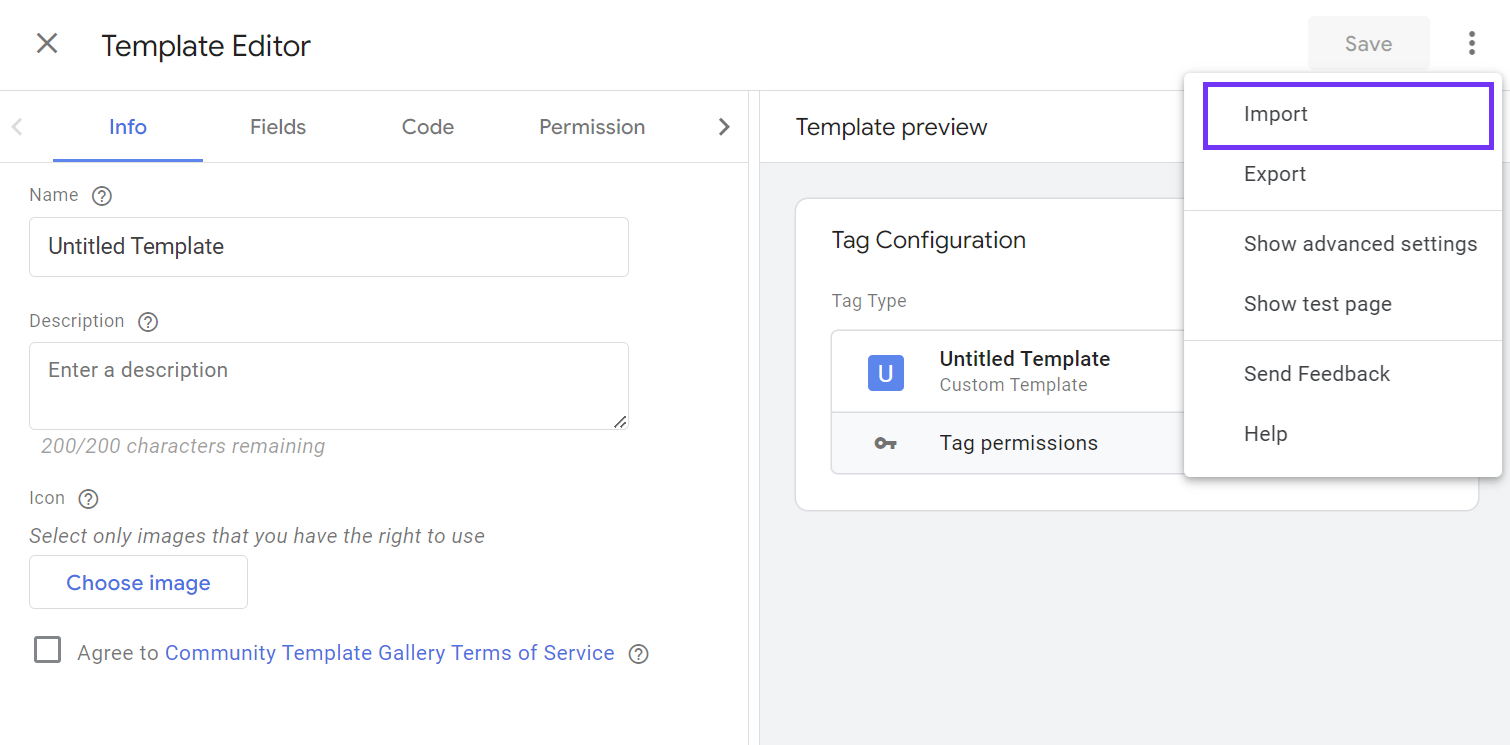 Template Editor
Save
Info
Fields
Code
Permission
Name
Untitled Template
Description
Enter a description
200/200 characters remaining
Icon
Select only images that you have the right to use
Choose image
Agree to Community Template Gallery Terms of Service
Template preview
Tag Configuration
Tag Type
U
Untitled Template
Custom Template
Tag permissions
Import
Export
Show advanced settings
Show test page
Send Feedback
Help